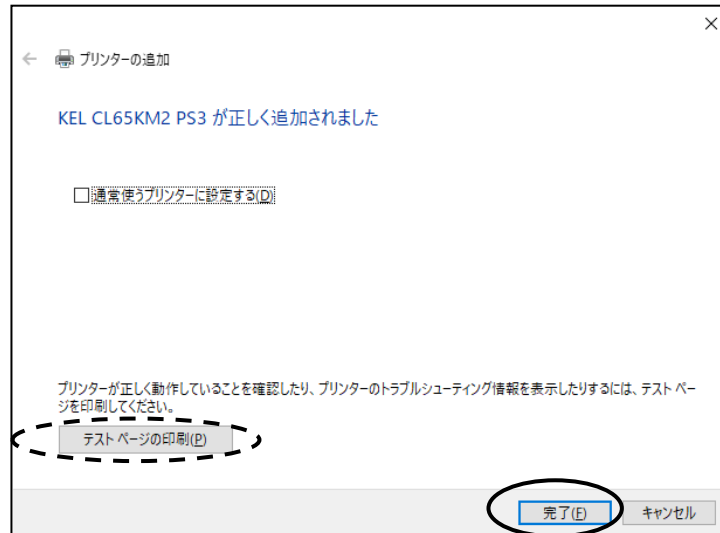 プリンターの追加
KEL CL65KM2 PS3 が正しく追加されました
通常使うプリンターに設定する(D)
プリンターが正しく動作していることを確認したり、プリンターのトラブルシューティング情報を表示したりするには、テスト ペー
ジを印刷してください。
テスト ページの印刷(P)
完了(F)
キャンセル